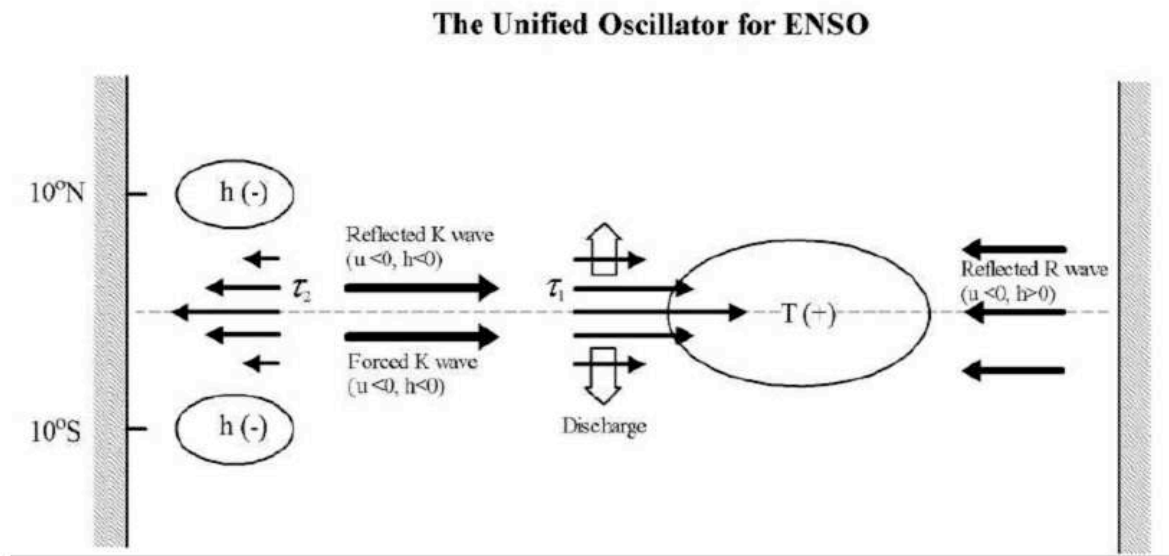 The Unified Oscillator for ENSO
10°N
h (-)
Reflected K wave
(u <0, h<0)
τ₂
τ₁
Reflected R wave
(u <0, h>0)
T (+)
Forced K wave
(u <0, h<0)
10°S
h (-)
Discharge